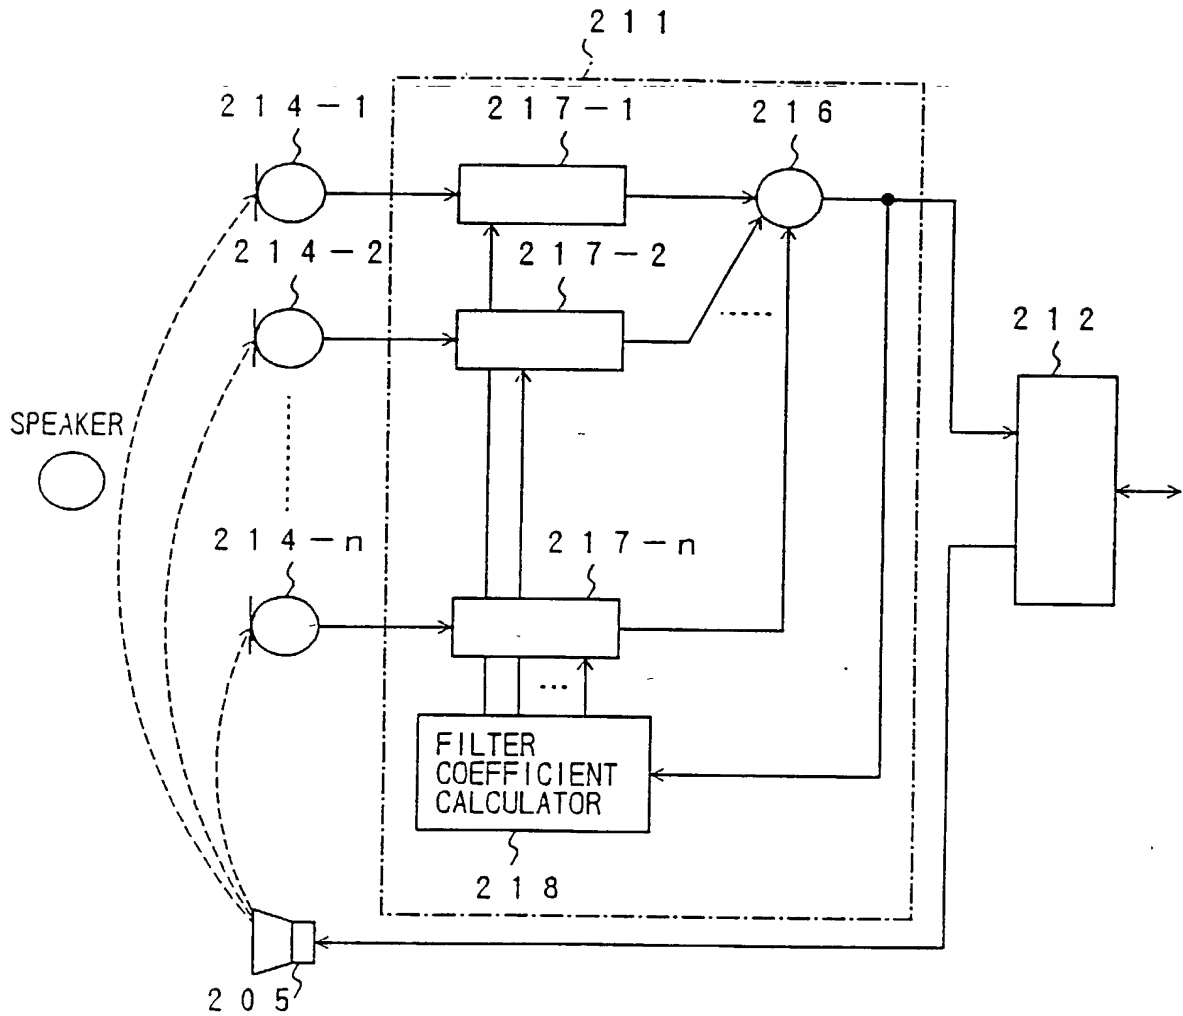 211
214-1
217-1
216
214-2
217-2
212
SPEAKER
214-n
217-n
FILTER
COEFFICIENT
CALCULATOR
218
205